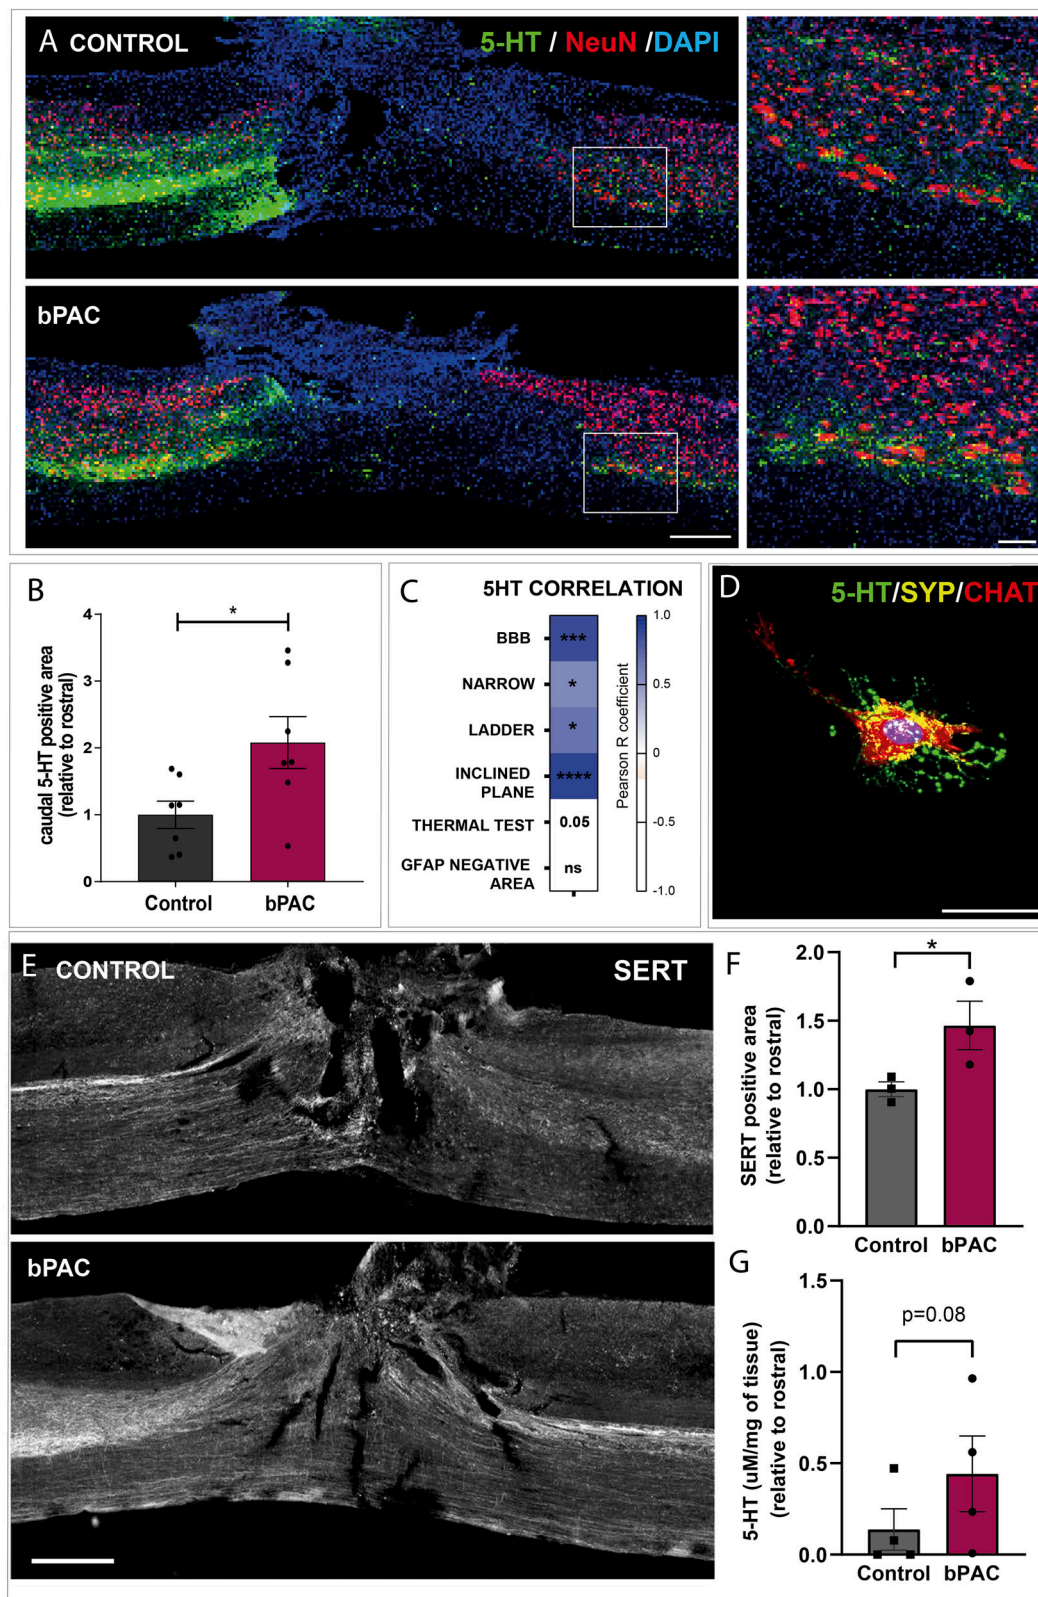 A CONTROL
5-HT / NeuN /DAPI
bPAC
B
*
4
3
2
1
0
caudal 5-HT positive area
(relative to rostral)
Control
bPAC
C
5HT CORRELATION
BBB
***
NARROW
*
LADDER
*
INCLINED
PLANE
****
THERMAL TEST
0.05
GFAP NEGATIVE
AREA
ns
1.0
0.5
0
-0.5
-1.0
Pearson R coefficient
D
5-HT/SYP/CHAT
E CONTROL
SERT
bPAC
F
*
2.0
1.5
1.0
0.5
0.0
SERT positive area
(relative to rostral)
Control
bPAC
G
p=0.08
1.5
1.0
0.5
0.0
5-HT (uM/mg of tissue)
(relative to rostral)
Control
bPAC